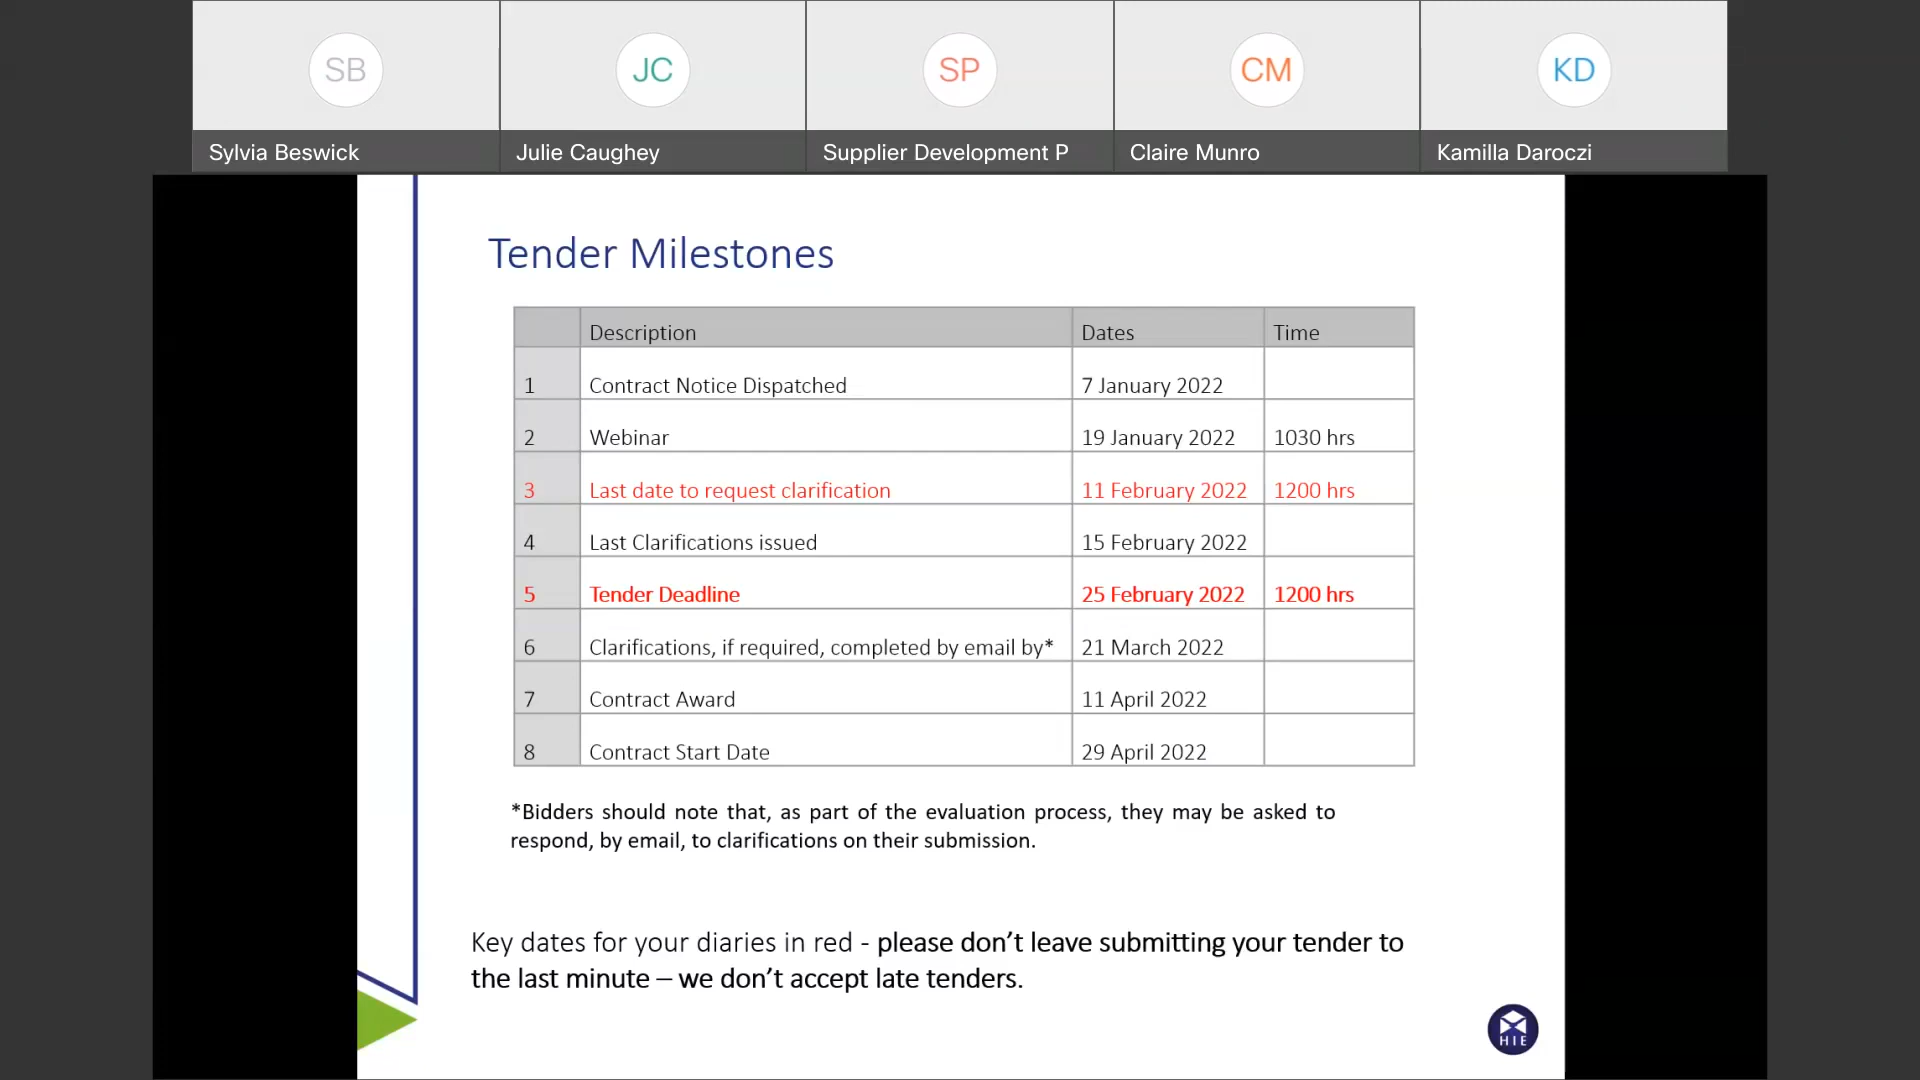 SB
JC
SP
CM
KD
Sylvia Beswick
Julie Caughey
Supplier Development P
Claire Munro
Kamilla Daroczi
Tender Milestones
Description Dates Time
1 Contract Notice Dispatched 7 January 2022
2 Webinar 19 January 2022 1030 hrs
3 Last date to request clarification 11 February 2022 1200 hrs
4 Last Clarifications issued 15 February 2022
5 Tender Deadline 25 February 2022 1200 hrs
6 Clarifications, if required, completed by email by* 21 March 2022
7 Contract Award 11 April 2022
8 Contract Start Date 29 April 2022
*Bidders should note that, as part of the evaluation process, they may be asked to
respond, by email, to clarifications on their submission.
Key dates for your diaries in red - please don’t leave submitting your tender to
the last minute – we don’t accept late tenders.
HIE